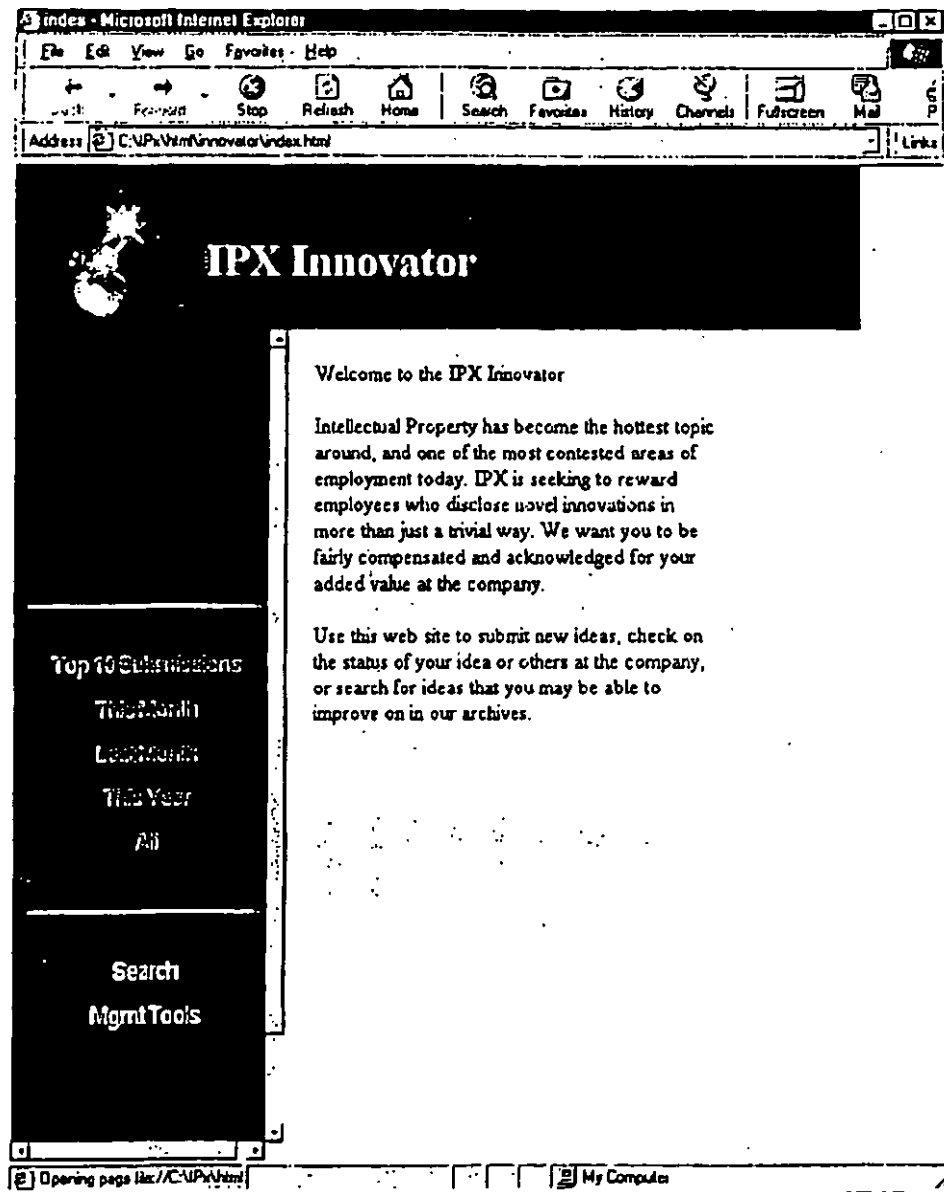 index - Microsoft Internet Explorer
File Edit View Go Favorites Help
Back Forward Stop Refresh Home Search Favorites History Channels Fullscreen Mail P
Address C:\IPx\html\innovator\index.html Links
IPX Innovator
Welcome to the IPX Innovator
Intellectual Property has become the hottest topic
around, and one of the most contested areas of
employment today. IPX is seeking to reward
employees who disclose novel innovations in
more than just a trivial way. We want you to be
fairly compensated and acknowledged for your
added value at the company.
Use this web site to submit new ideas, check on
the status of your idea or others at the company,
or search for ideas that you may be able to
improve on in our archives.
Top 10 Submissions
This Month
Last Month
This Year
All
Search
Mgmt Tools
Opening page file://C:\IPx\html\
My Computer